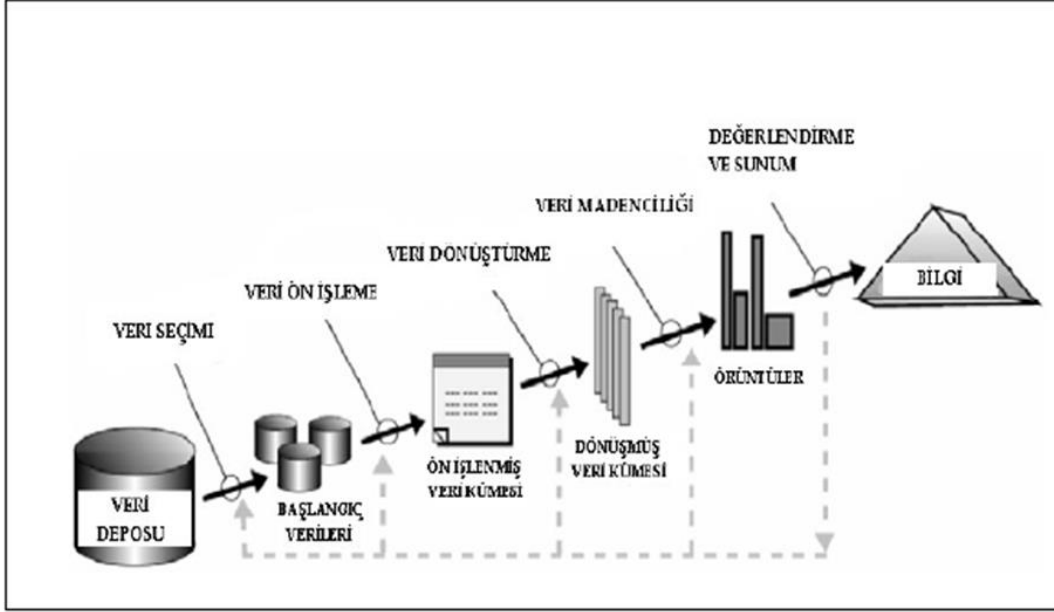 DEĞERLENDİRME
VE SUNUM
VERİ MADENCİLİĞİ
VERİ DÖNÜŞTÜRME
VERİ ÖN İŞLEME
VERİ SEÇİMI
BİLGİ
ÖRÜNTÜLER
DÖNÜŞMÜŞ
VERİ KÜMESİ
ÖN İŞLENMİŞ
VERİ KÜMESİ
BAŞLANGIÇ
VERİLERİ
VERİ
DEPOSU